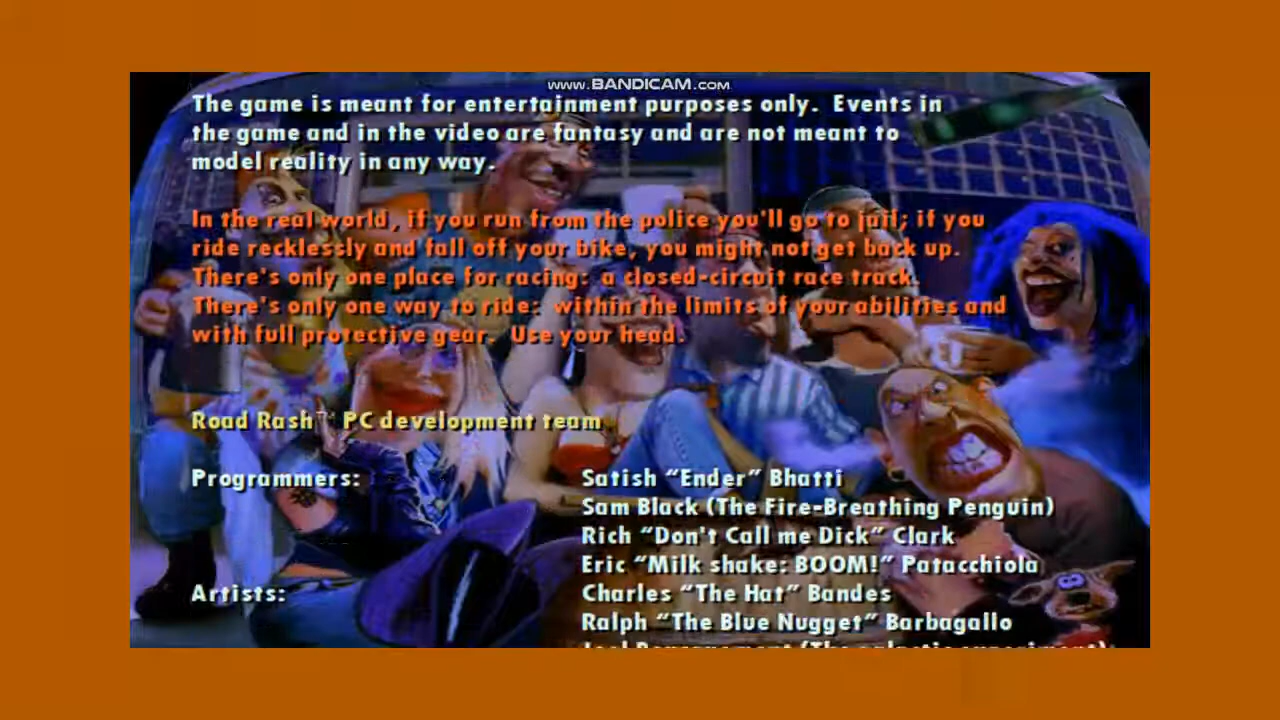 www.BANDICAM.com
The game is meant for entertainment purposes only. Events in
the game and in the video are fantasy and are not meant to
model reality in any way.
In the real world, if you run from the police you'll go to jail; if you
ride recklessly and fall off your bike, you might not get back up.
There's only one place for racing: a closed-circuit race track.
There's only one way to ride: within the limits of your abilities and
with full protective gear. Use your head.
Road Rash™ PC development team
Programmers: Satish “Ender” Bhatti
Sam Black (The Fire-Breathing Penguin)
Rich “Don't Call me Dick” Clark
Eric “Milk shake: BOOM!” Patacchiola
Artists: Charles “The Hat” Bandes
Ralph “The Blue Nugget” Barbagallo